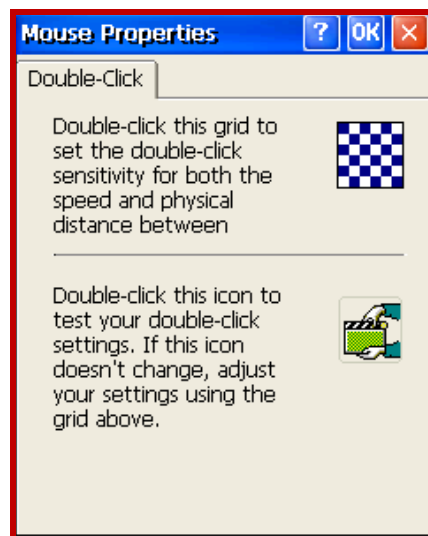 Mouse Properties ? OK ×
Double-Click
Double-click this grid to
set the double-click
sensitivity for both the
speed and physical
distance between
Double-click this icon to
test your double-click
settings. If this icon
doesn't change, adjust
your settings using the
grid above.